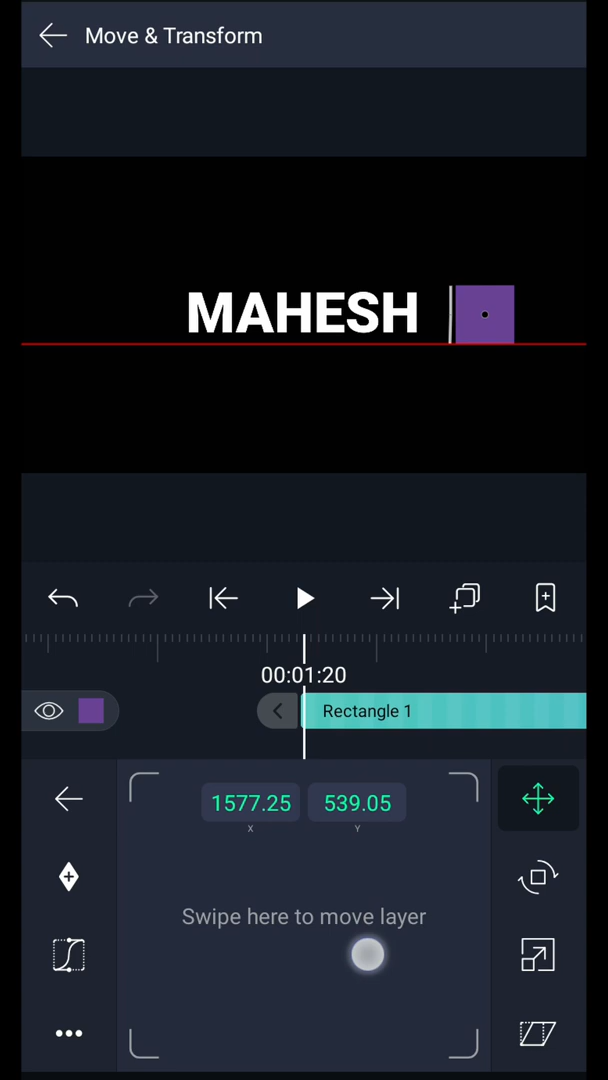 Move & Transform
MAHESH
00:01:20
Rectangle 1
1577.25 539.05
X Y
Swipe here to move layer